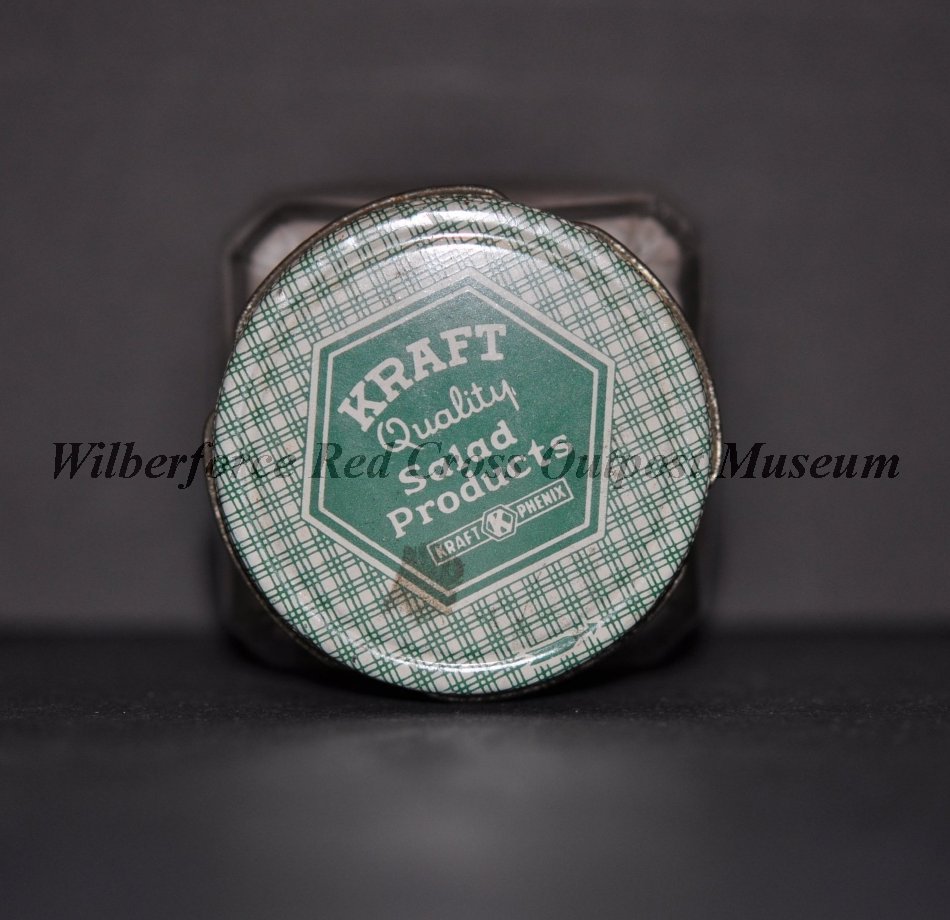 KRAFT
Quality
Salad
Products
KRAFT K PHENIX
Wilberforce Red Cross Outpost Museum